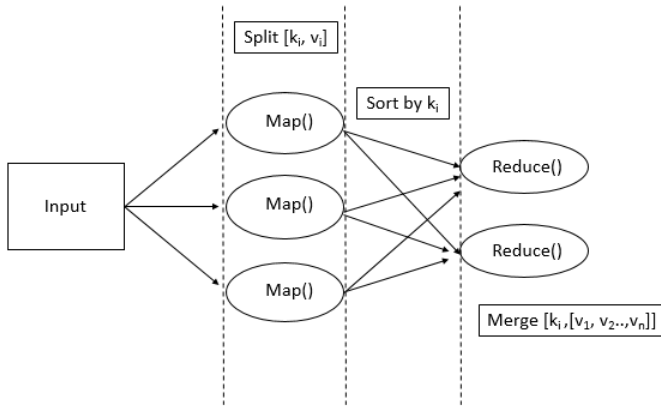 Split [kᵢ, vᵢ]
Sort by kᵢ
Map()
Reduce()
Input
Map()
Reduce()
Map()
Merge [kᵢ ,[v₁, v₂..,vₙ]]